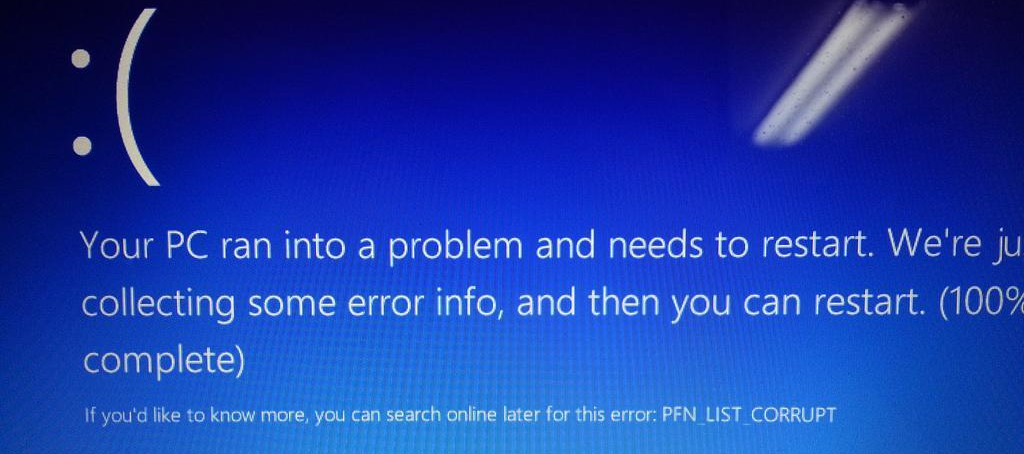 :(
Your PC ran into a problem and needs to restart. We're ju
collecting some error info, and then you can restart. (100%
complete)
If you'd like to know more, you can search online later for this error: PFN_LIST_CORRUPT